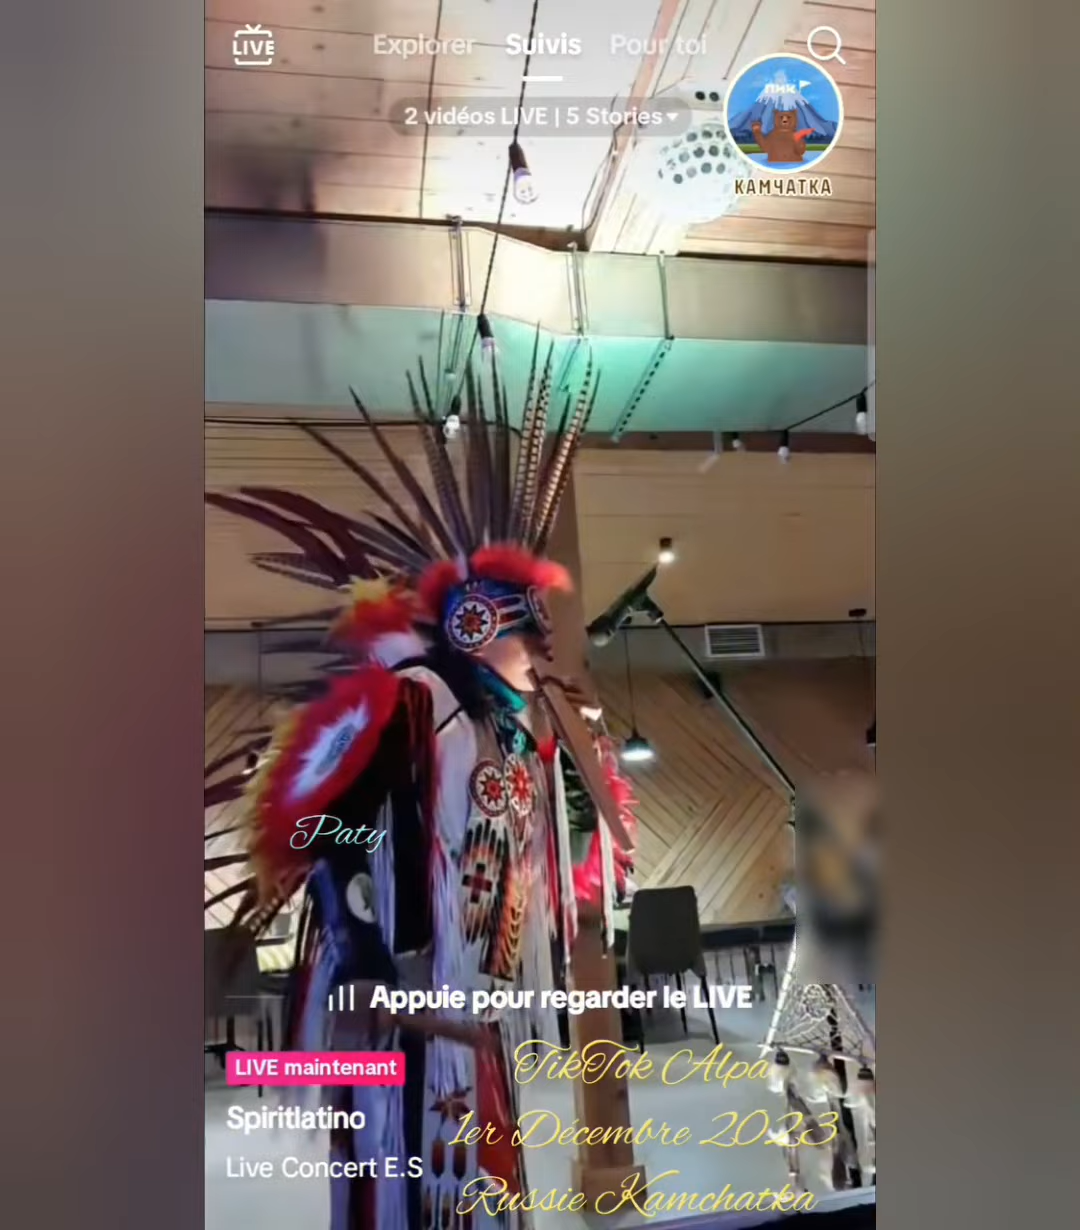 LIVE
Explorer Suivis Pour toi
2 vidéos LIVE | 5 Stories
ПИК
КАМЧАТКА
Paty
Appuie pour regarder le LIVE
LIVE maintenant
TikTok Alpa
Spiritlatino
1er Décembre 2023
Live Concert E.S
Russie Kamchatka